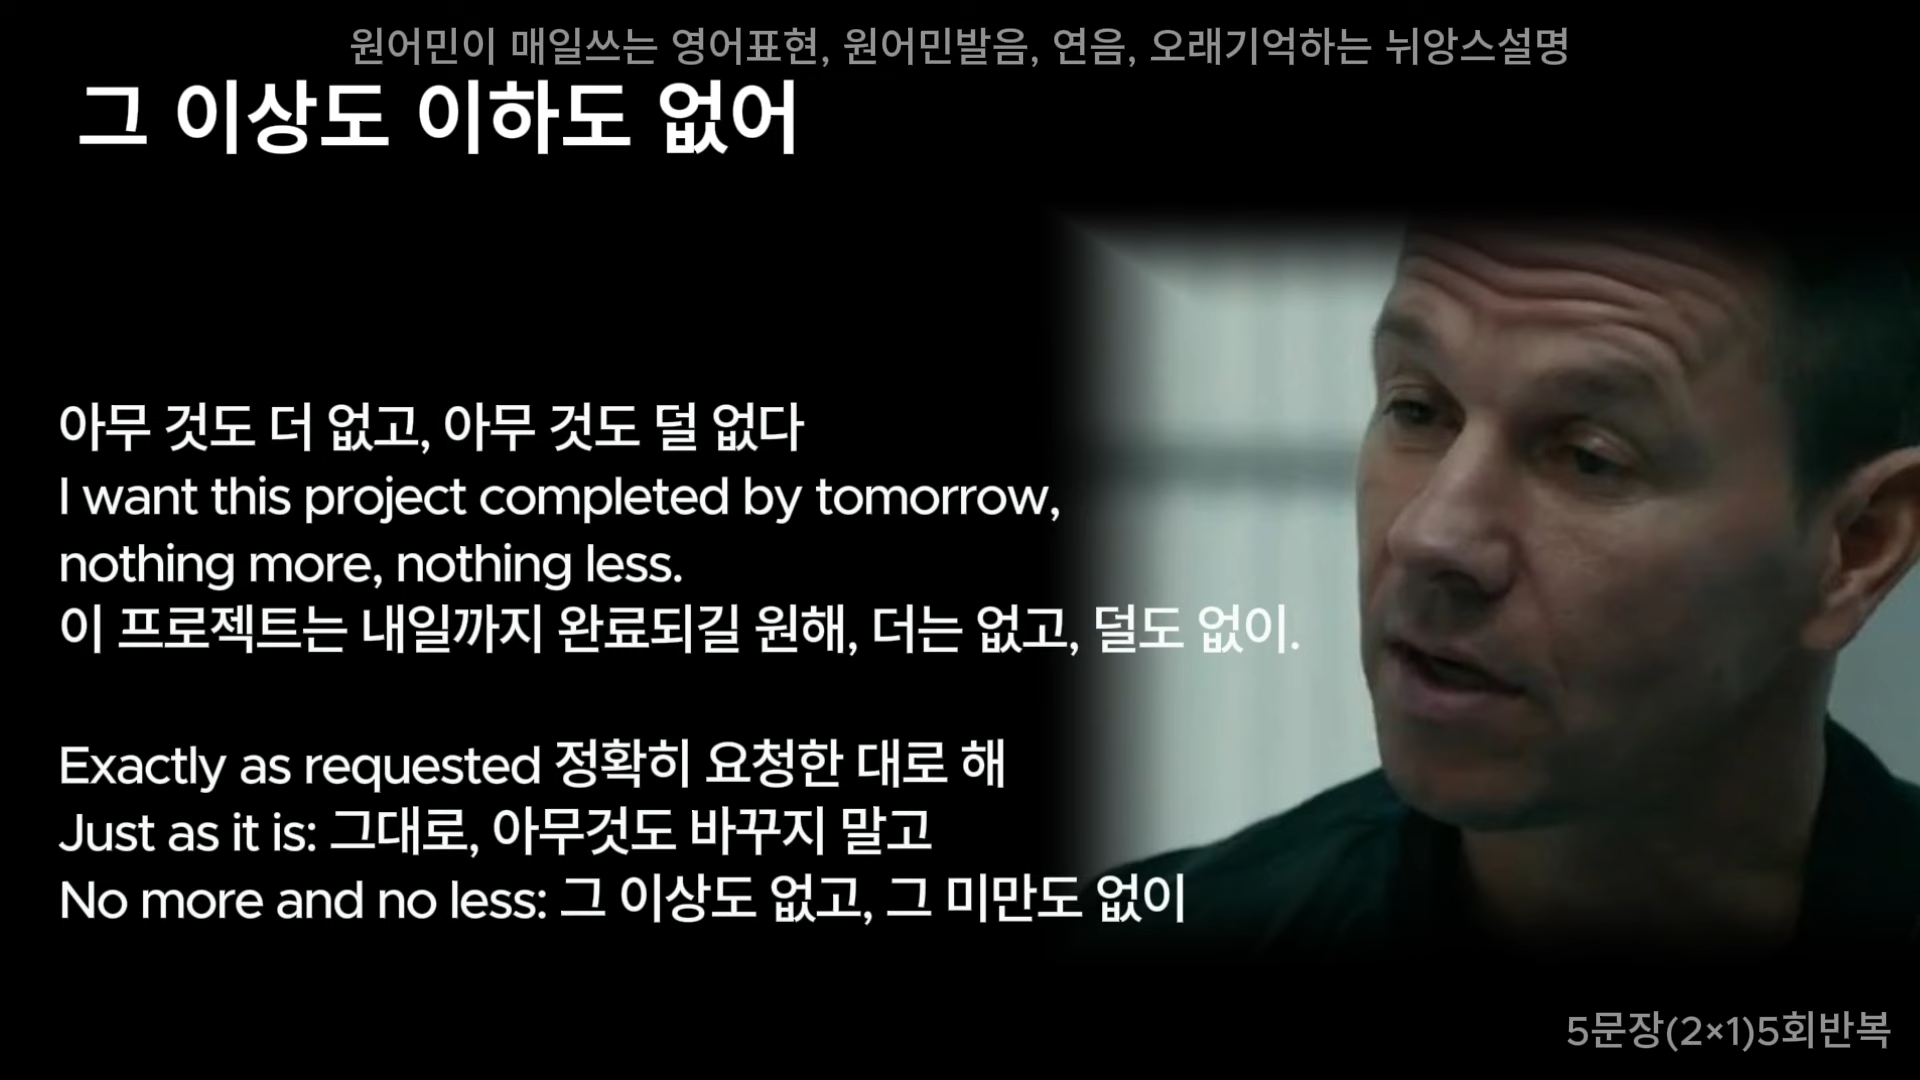 원어민이 매일쓰는 영어표현, 원어민발음, 연음, 오래기억하는 뉘앙스설명
그 이상도 이하도 없어
아무 것도 더 없고, 아무 것도 덜 없다
I want this project completed by tomorrow,
nothing more, nothing less.
이 프로젝트는 내일까지 완료되길 원해, 더는 없고, 덜도 없이.
Exactly as requested 정확히 요청한 대로 해
Just as it is: 그대로, 아무것도 바꾸지 말고
No more and no less: 그 이상도 없고, 그 미만도 없이
5문장(2×1)5회반복